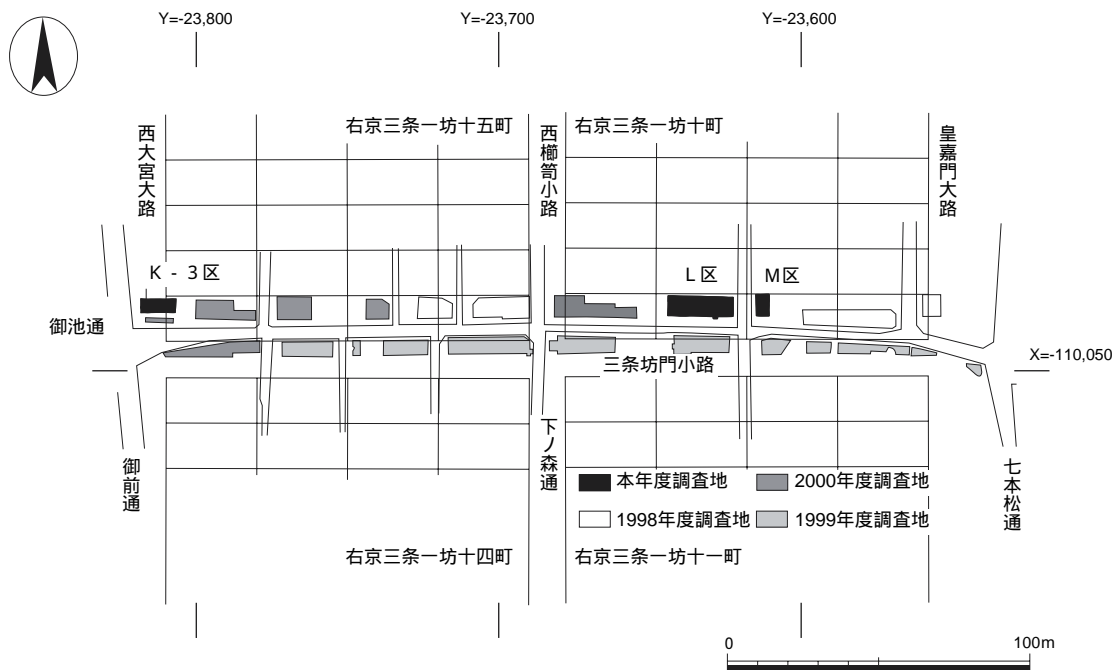 Y=-23,800
Y=-23,700
Y=-23,600
右京三条一坊十五町
右京三条一坊十町
西大宮大路
西櫛笥小路
皇嘉門大路
K - 3区
L区
M区
御池通
三条坊門小路
X=-110,050
御前通
下ノ森通
七本松通
本年度調査地
2000年度調査地
1998年度調査地
1999年度調査地
右京三条一坊十四町
右京三条一坊十一町
0
100m